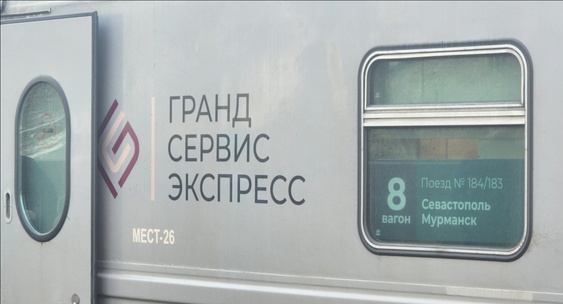 ГРАНД
СЕРВИС
ЭКСПРЕСС
МЕСТ-26
8
вагон
Поезд № 184/183
Севастополь
Мурманск